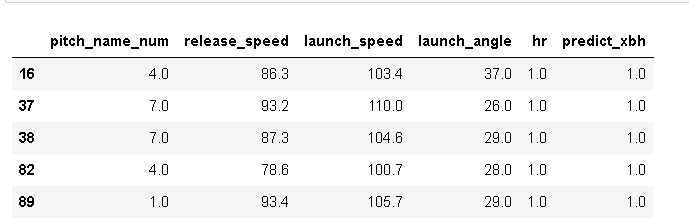 pitch_name_num release_speed launch_speed launch_angle hr predict_xbh
16 4.0 86.3 103.4 37.0 1.0 1.0
37 7.0 93.2 110.0 26.0 1.0 1.0
38 7.0 87.3 104.6 29.0 1.0 1.0
82 4.0 78.6 100.7 28.0 1.0 1.0
89 1.0 93.4 105.7 29.0 1.0 1.0